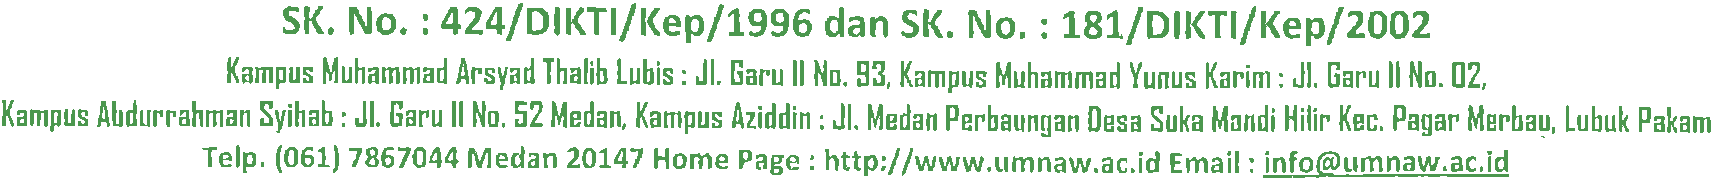 SK. No. : 424/DIKTI/Kep/1996 dan SK. No. : 181/DIKTI/Kep/2002
Kampus Muhammad Arsyad Thalib Lubis : Jl. Garu II No. 93, Kampus Muhammad Yunus Karim : Jl. Garu II No. 02,
Kampus Abdurrahman Syihab : Jl. Garu II No. 52 Medan, Kampus Aziddin : Jl. Medan Perbaungan Desa Suka Mandi Hilir Kec. Pagar Merbau, Lubuk Pakam
Telp. (061) 7867044 Medan 20147 Home Page : http://www.umnaw.ac.id Email : info@umnaw.ac.id